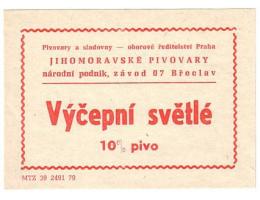 Pivovary a sladovny — oborové ředitelství Praha
JIHOMORAVSKÉ PIVOVARY
národní podnik, závod 07 Břeclav
Výčepní světlé
10% pivo
MTZ 39 2491 79